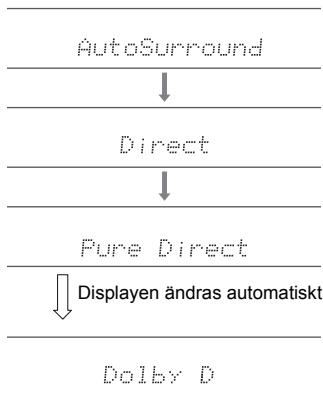 AutoSurround
Direct
Pure Direct
Displayen ändras automatiskt
Dolby D